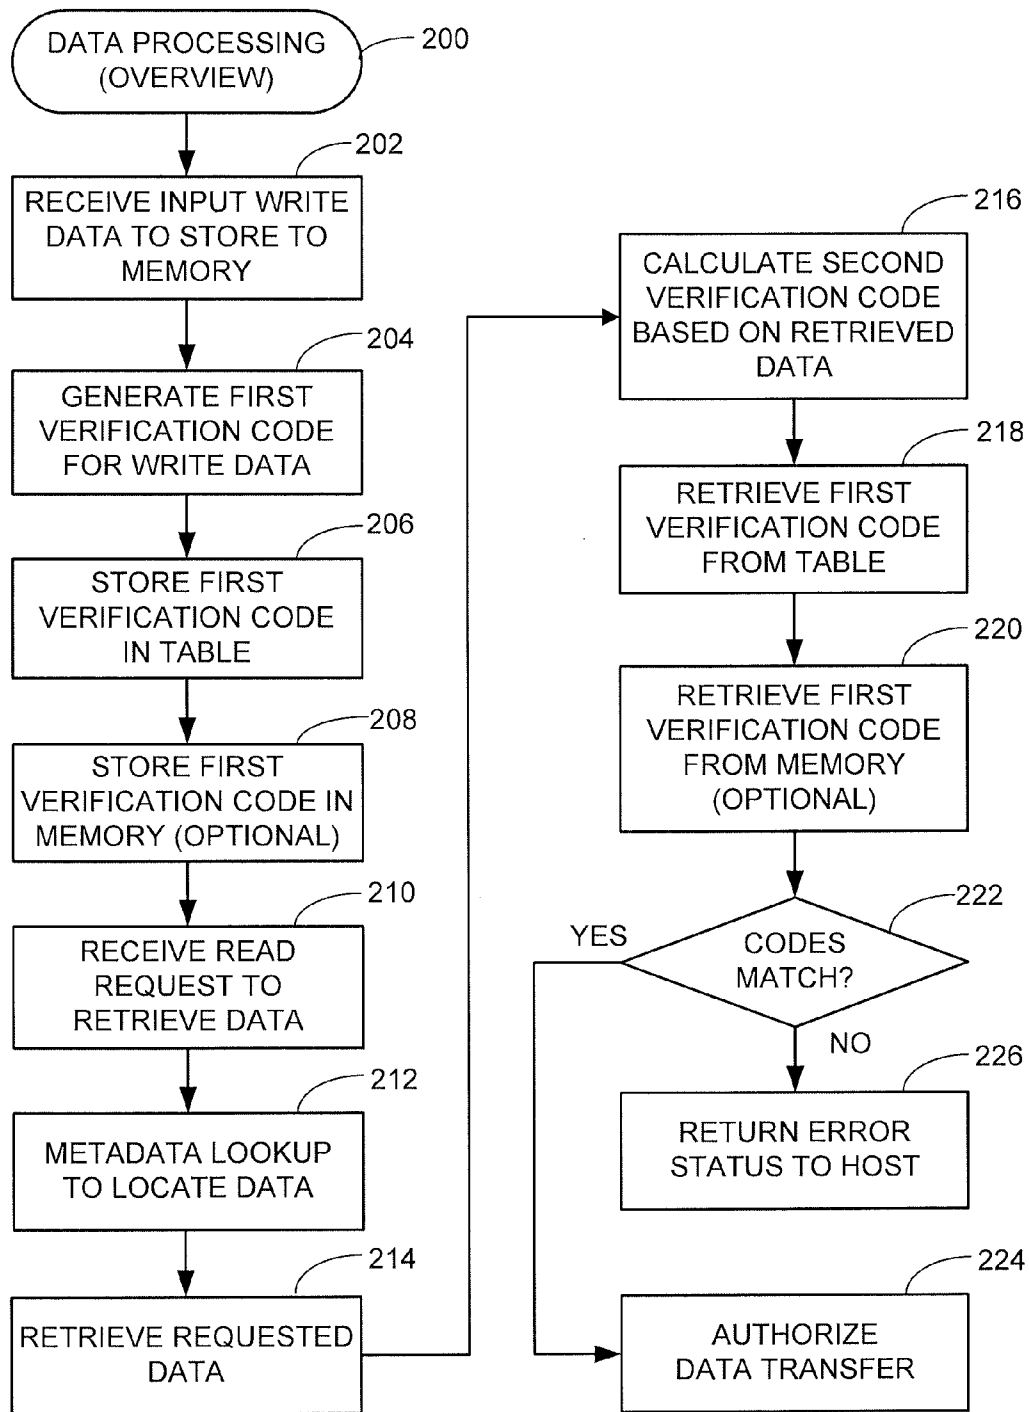 DATA PROCESSING
(OVERVIEW)
200
202
RECEIVE INPUT WRITE
DATA TO STORE TO
MEMORY
204
GENERATE FIRST
VERIFICATION CODE
FOR WRITE DATA
206
STORE FIRST
VERIFICATION CODE
IN TABLE
208
STORE FIRST
VERIFICATION CODE IN
MEMORY (OPTIONAL)
210
RECEIVE READ
REQUEST TO
RETRIEVE DATA
212
METADATA LOOKUP
TO LOCATE DATA
214
RETRIEVE REQUESTED
DATA
216
CALCULATE SECOND
VERIFICATION CODE
BASED ON RETRIEVED
DATA
218
RETRIEVE FIRST
VERIFICATION CODE
FROM TABLE
220
RETRIEVE FIRST
VERIFICATION CODE
FROM MEMORY
(OPTIONAL)
222
YES
CODES
MATCH?
NO
226
RETURN ERROR
STATUS TO HOST
224
AUTHORIZE
DATA TRANSFER